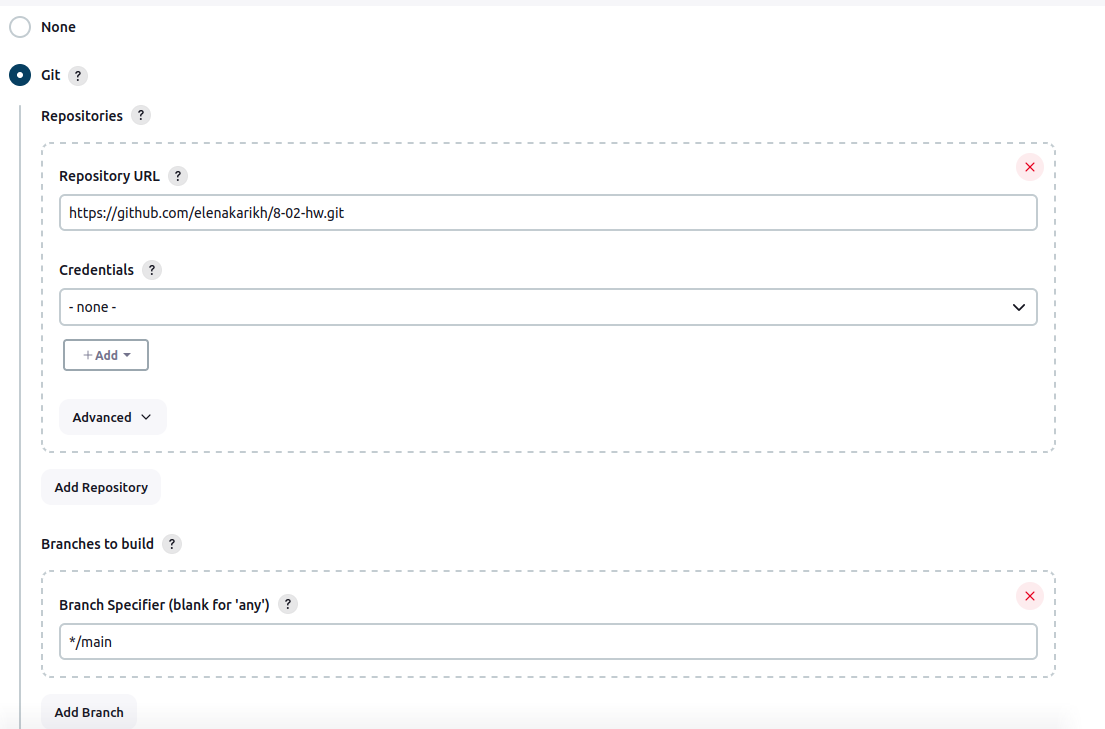 None
Git ?
Repositories ?
Repository URL ?
https://github.com/elenakarikh/8-02-hw.git
Credentials ?
- none -
+ Add
Advanced
Add Repository
Branches to build ?
Branch Specifier (blank for 'any') ?
*/main
Add Branch